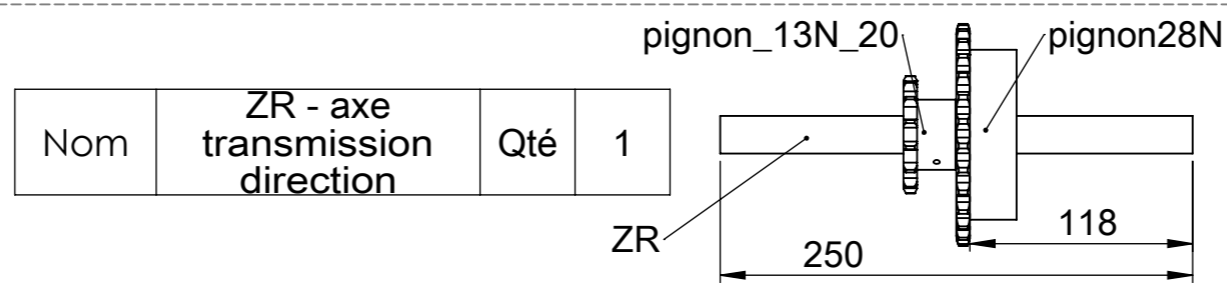 pignon_13N_20
pignon28N
Nom
ZR - axe
transmission
direction
Qté
1
ZR
118
250